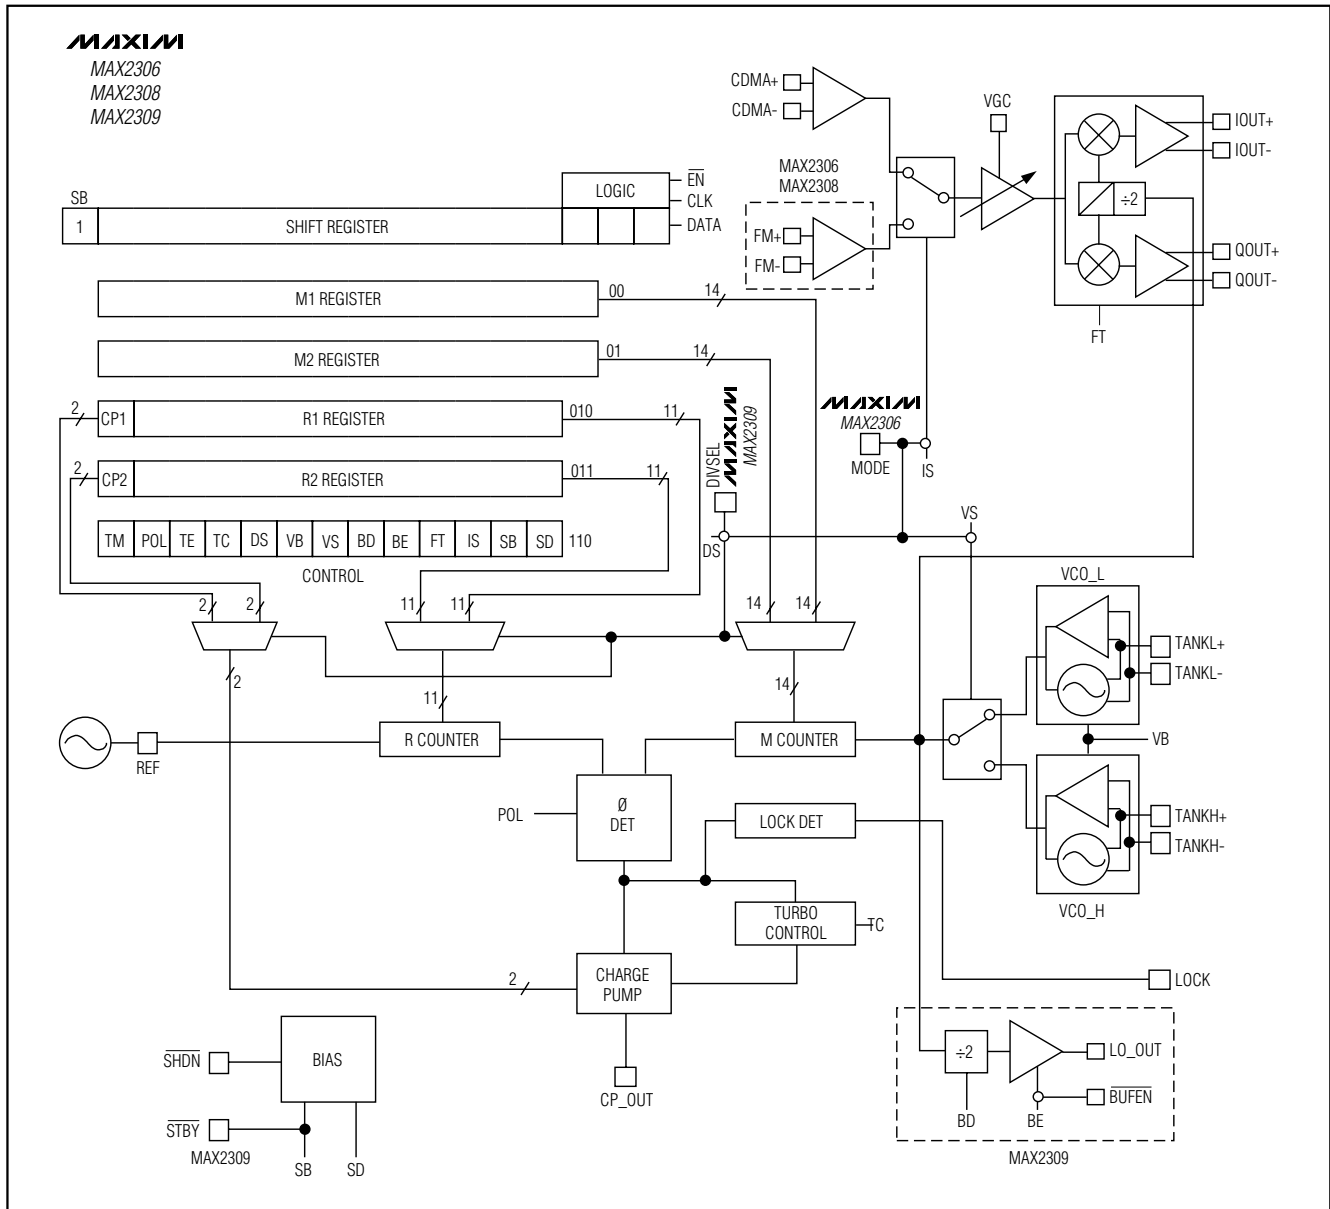 MAXIM
MAX2306
MAX2308
MAX2309
CDMA+
CDMA-
VGC
IOUT+
IOUT-
MAX2306
MAX2308
÷2
FM+
FM-
QOUT+
QOUT-
FT
SB
LOGIC
EN
CLK
1
SHIFT REGISTER
DATA
M1 REGISTER
00
14
M2 REGISTER
01
14
2
CP1
R1 REGISTER
010
11
2
CP2
R2 REGISTER
011
11
DIVSEL
MAXIM
MAX2309
MAXIM
MAX2306
MODE
IS
TM POL TE TC DS VB VS BD BE FT IS SB SD 110
CONTROL
DS
VS
2
2
11
11
14
14
VCO_L
TANKL+
TANKL-
2
11
14
REF
R COUNTER
M COUNTER
VB
POL
Ø
DET
LOCK DET
TANKH+
TANKH-
VCO_H
TURBO
CONTROL
TC
2
CHARGE
PUMP
LOCK
CP_OUT
SHDN
BIAS
STBY
MAX2309
SB
SD
÷2
LO_OUT
BUFEN
BD
BE
MAX2309